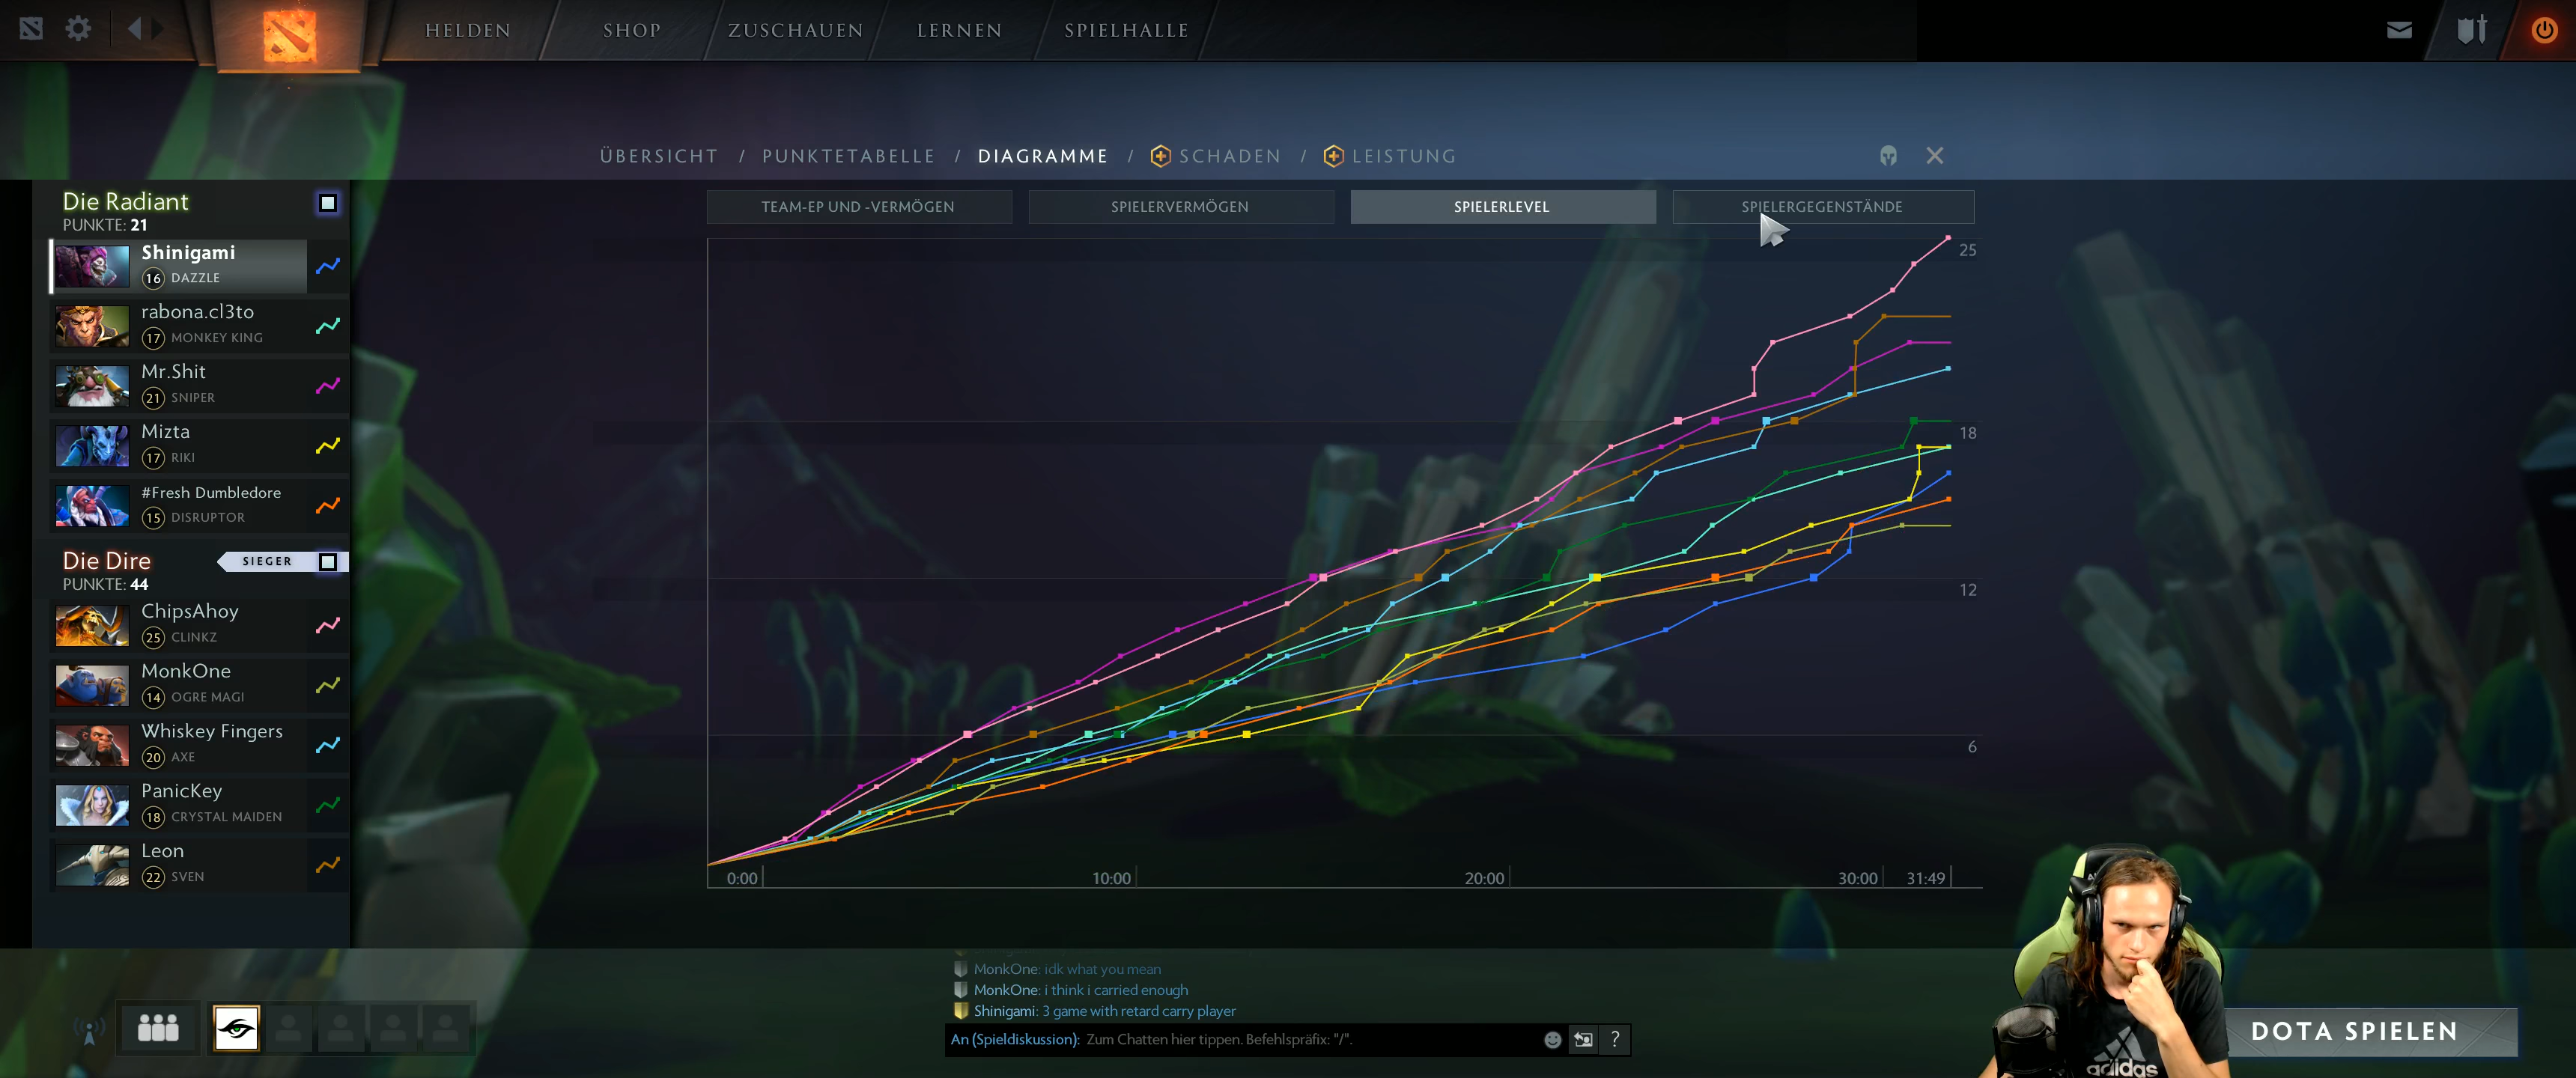 HELDEN
SHOP
ZUSCHAUEN
LERNEN
SPIELHALLE
ÜBERSICHT / PUNKTETABELLE / DIAGRAMME / SCHADEN / LEISTUNG
TEAM-EP UND -VERMÖGEN
SPIELERVERMÖGEN
SPIELERLEVEL
SPIELERGEGENSTÄNDE
Die Radiant
PUNKTE: 21
Shinigami
16 DAZZLE
rabona.cl3to
17 MONKEY KING
Mr.Shit
21 SNIPER
Mizta
17 RIKI
#Fresh Dumbledore
15 DISRUPTOR
Die Dire
SIEGER
PUNKTE: 44
ChipsAhoy
25 CLINKZ
MonkOne
14 OGRE MAGI
Whiskey Fingers
20 AXE
PanicKey
18 CRYSTAL MAIDEN
Leon
22 SVEN
25
18
12
6
0:00
10:00
20:00
30:00
31:49
MonkOne: idk what you mean
MonkOne: i think i carried enough
Shinigami: 3 game with retard carry player
An (Spieldiskussion): Zum Chatten hier tippen. Befehlspräfix: "/".
?
DOTA SPIELEN
adidas